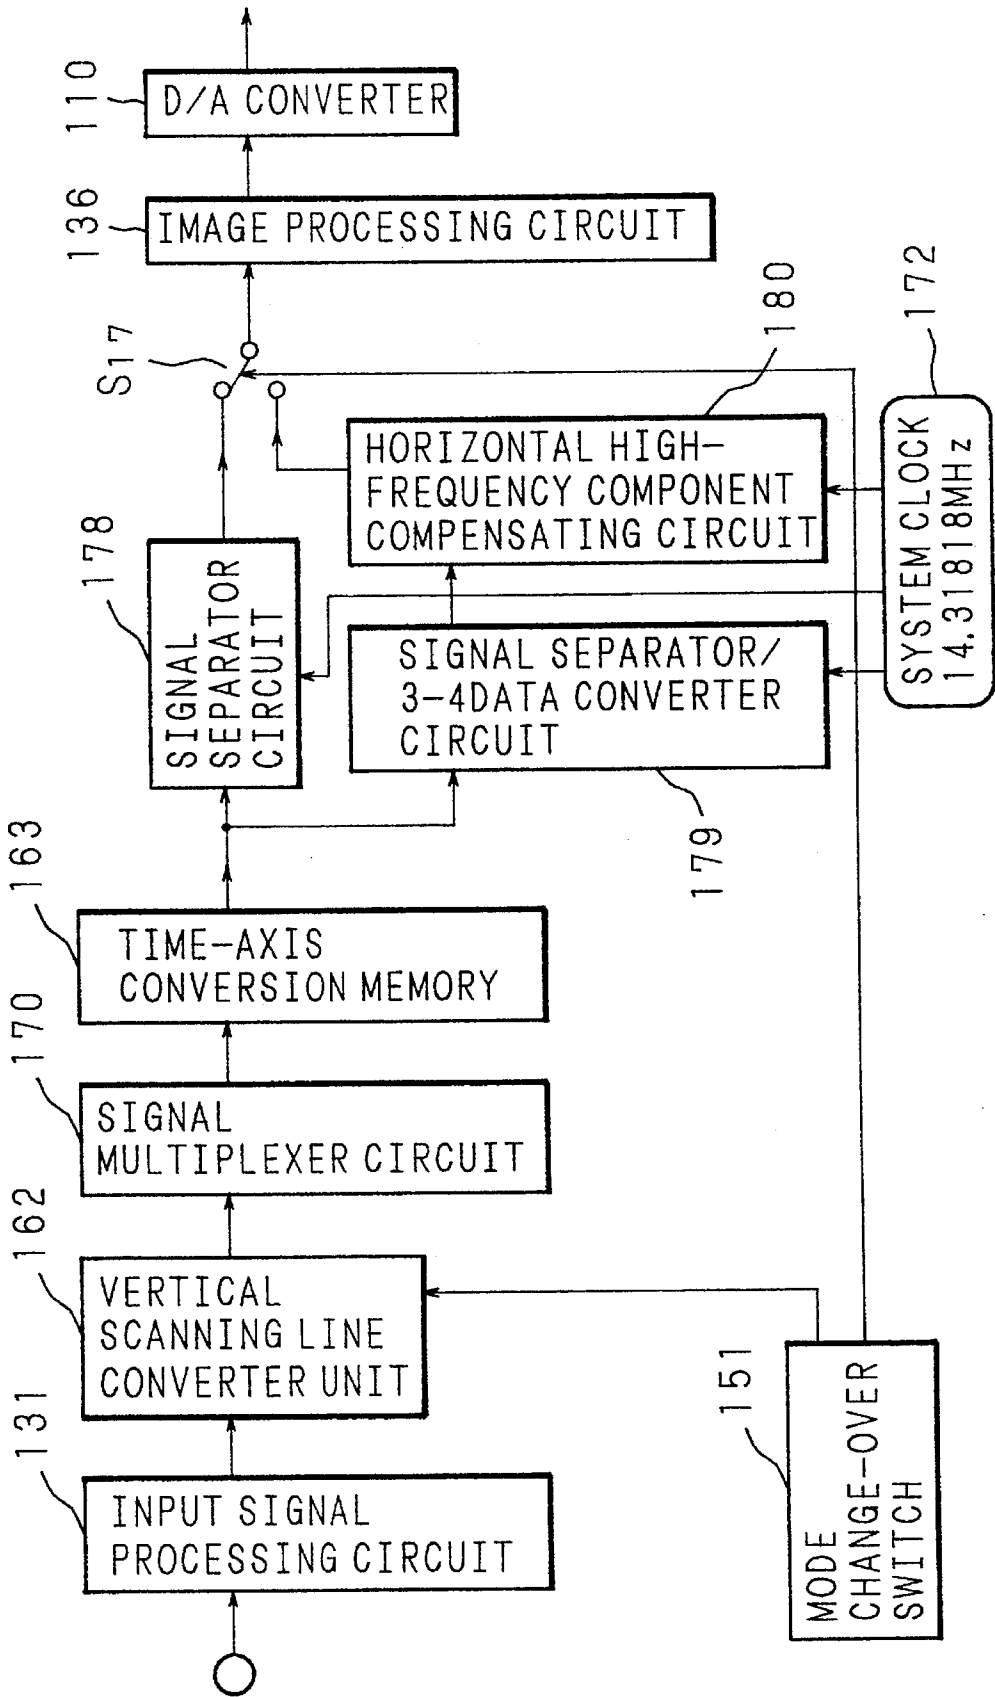 110
D/A CONVERTER
136
IMAGE PROCESSING CIRCUIT
S17
180
HORIZONTAL HIGH-
FREQUENCY COMPONENT
COMPENSATING CIRCUIT
172
SYSTEM CLOCK
14.31818MHz
178
SIGNAL
SEPARATOR
CIRCUIT
SIGNAL SEPARATOR/
3-4DATA CONVERTER
CIRCUIT
179
163
TIME-AXIS
CONVERSION MEMORY
170
SIGNAL
MULTIPLEXER CIRCUIT
162
VERTICAL
SCANNING LINE
CONVERTER UNIT
131
INPUT SIGNAL
PROCESSING CIRCUIT
151
MODE
CHANGE-OVER
SWITCH